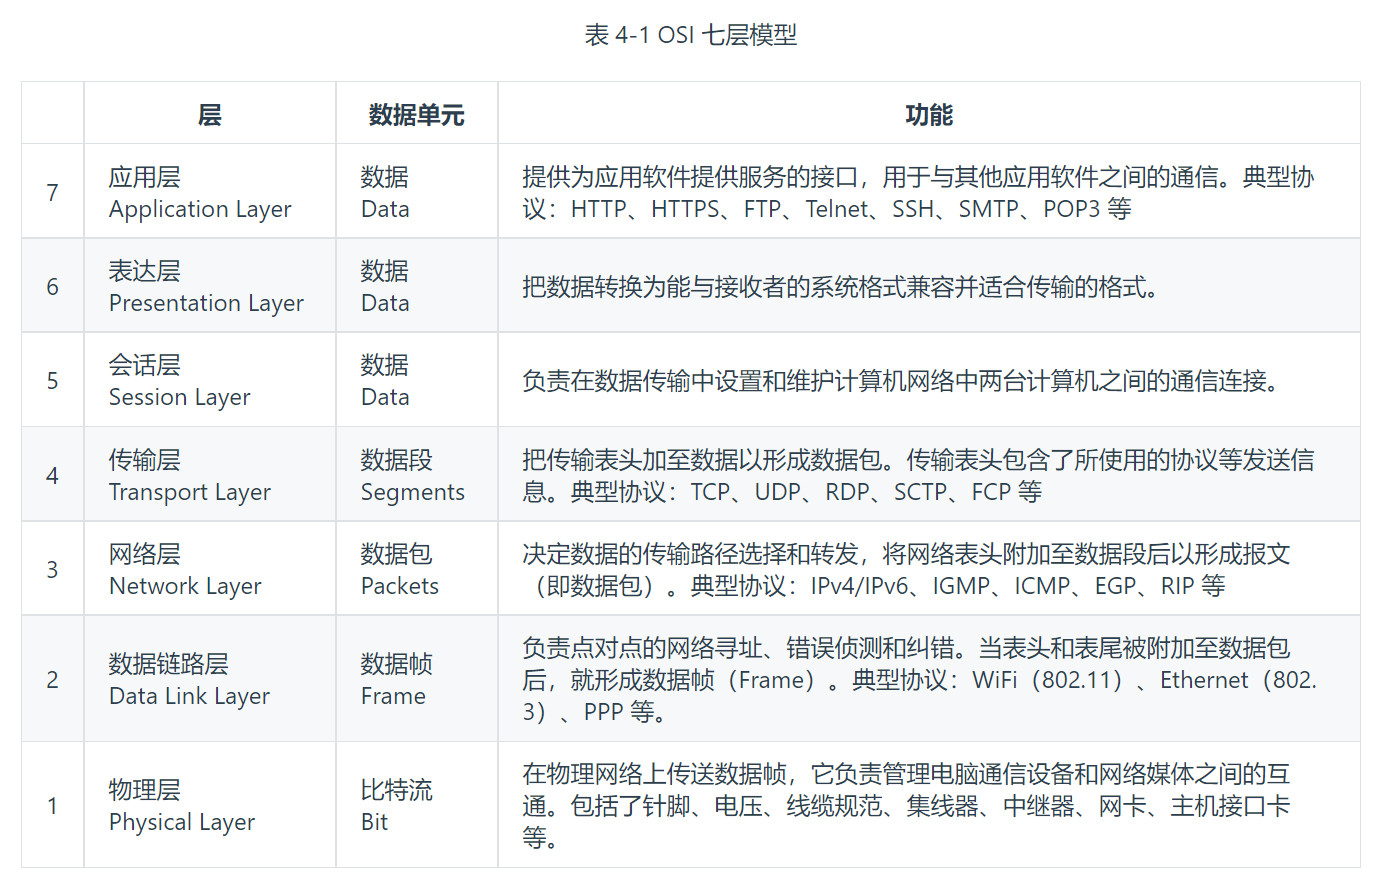 表 4-1 OSI 七层模型
层 数据单元 功能
7
应用层
Application Layer
数据
Data
提供为应用软件提供服务的接口，用于与其他应用软件之间的通信。典型协
议：HTTP、HTTPS、FTP、Telnet、SSH、SMTP、POP3 等
6
表达层
Presentation Layer
数据
Data
把数据转换为能与接收者的系统格式兼容并适合传输的格式。
5
会话层
Session Layer
数据
Data
负责在数据传输中设置和维护计算机网络中两台计算机之间的通信连接。
4
传输层
Transport Layer
数据段
Segments
把传输表头加至数据以形成数据包。传输表头包含了所使用的协议等发送信
息。典型协议：TCP、UDP、RDP、SCTP、FCP 等
3
网络层
Network Layer
数据包
Packets
决定数据的传输路径选择和转发，将网络表头附加至数据段后以形成报文
（即数据包）。典型协议：IPv4/IPv6、IGMP、ICMP、EGP、RIP 等
2
数据链路层
Data Link Layer
数据帧
Frame
负责点对点的网络寻址、错误侦测和纠错。当表头和表尾被附加至数据包
后，就形成数据帧（Frame）。典型协议：WiFi（802.11）、Ethernet（802.
3）、PPP 等。
1
物理层
Physical Layer
比特流
Bit
在物理网络上传送数据帧，它负责管理电脑通信设备和网络媒体之间的互
通。包括了针脚、电压、线缆规范、集线器、中继器、网卡、主机接口卡
等。